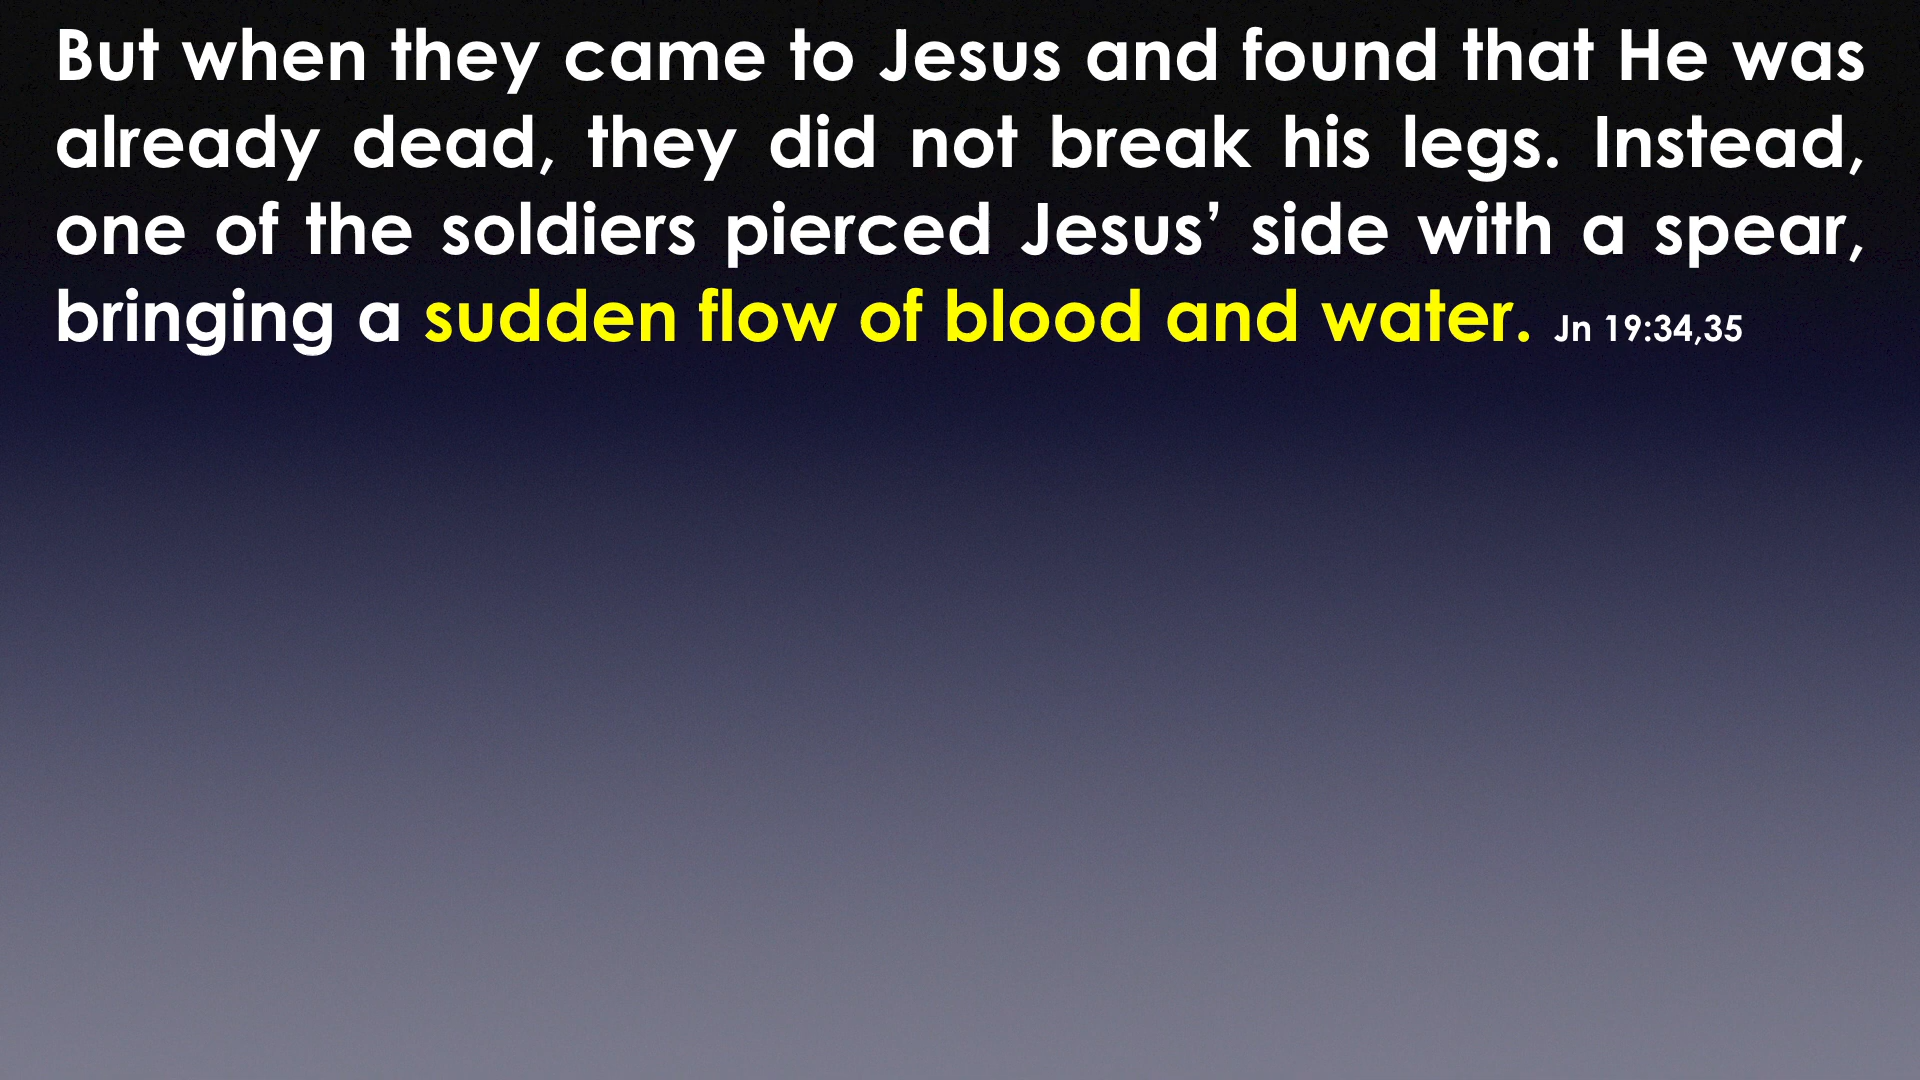 But when they came to Jesus and found that He was
already dead, they did not break his legs. Instead,
one of the soldiers pierced Jesus’ side with a spear,
bringing a sudden flow of blood and water. Jn 19:34,35